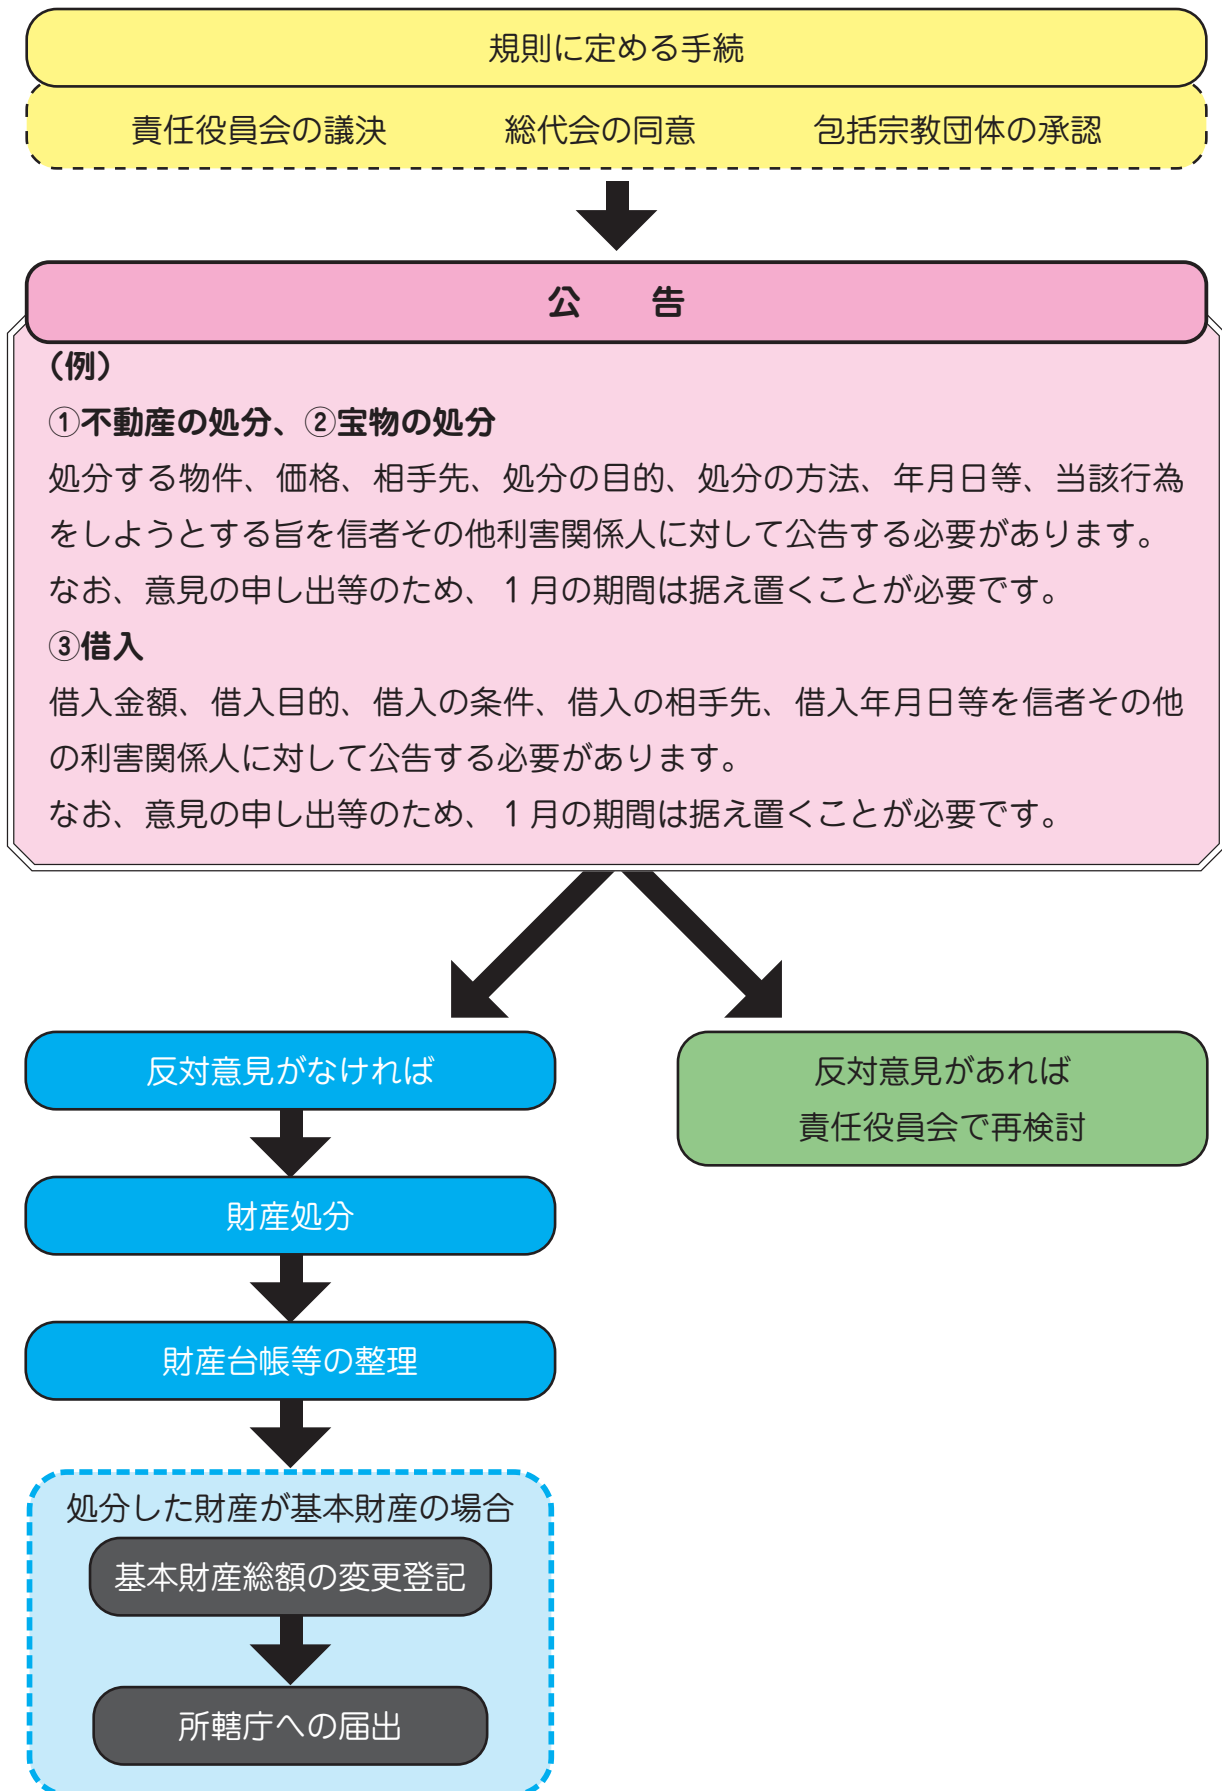 規則に定める手続
責任役員会の議決　総代会の同意　包括宗教団体の承認
公　告
（例）
①不動産の処分、②宝物の処分
処分する物件、価格、相手先、処分の目的、処分の方法、年月日等、当該行為
をしようとする旨を信者その他利害関係人に対して公告する必要があります。
なお、意見の申し出等のため、１月の期間は据え置くことが必要です。
③借入
借入金額、借入目的、借入の条件、借入の相手先、借入年月日等を信者その他
の利害関係人に対して公告する必要があります。
なお、意見の申し出等のため、１月の期間は据え置くことが必要です。
反対意見がなければ
反対意見があれば
責任役員会で再検討
財産処分
財産台帳等の整理
処分した財産が基本財産の場合
基本財産総額の変更登記
所轄庁への届出